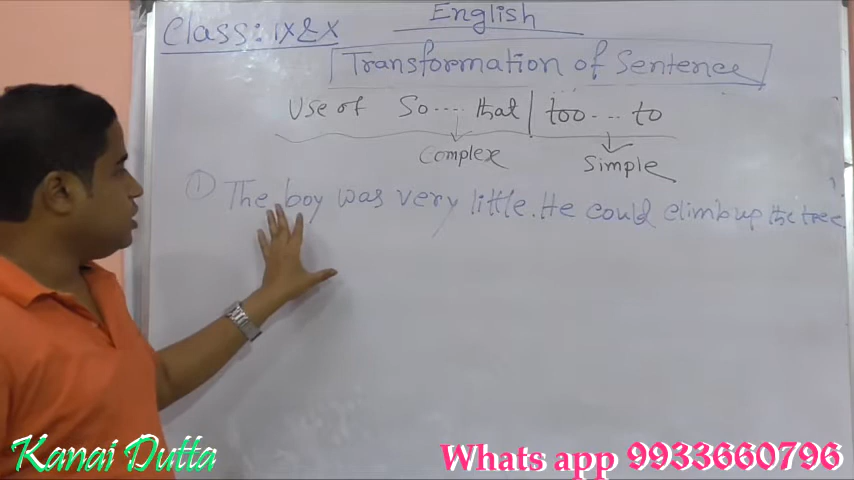 Class: IX & X
English
Transformation of Sentence
Use of So.... that | too... to
Complex
Simple
① The boy was very little. He could climb up the tree
Kanai Dutta
Whats app 9933660796